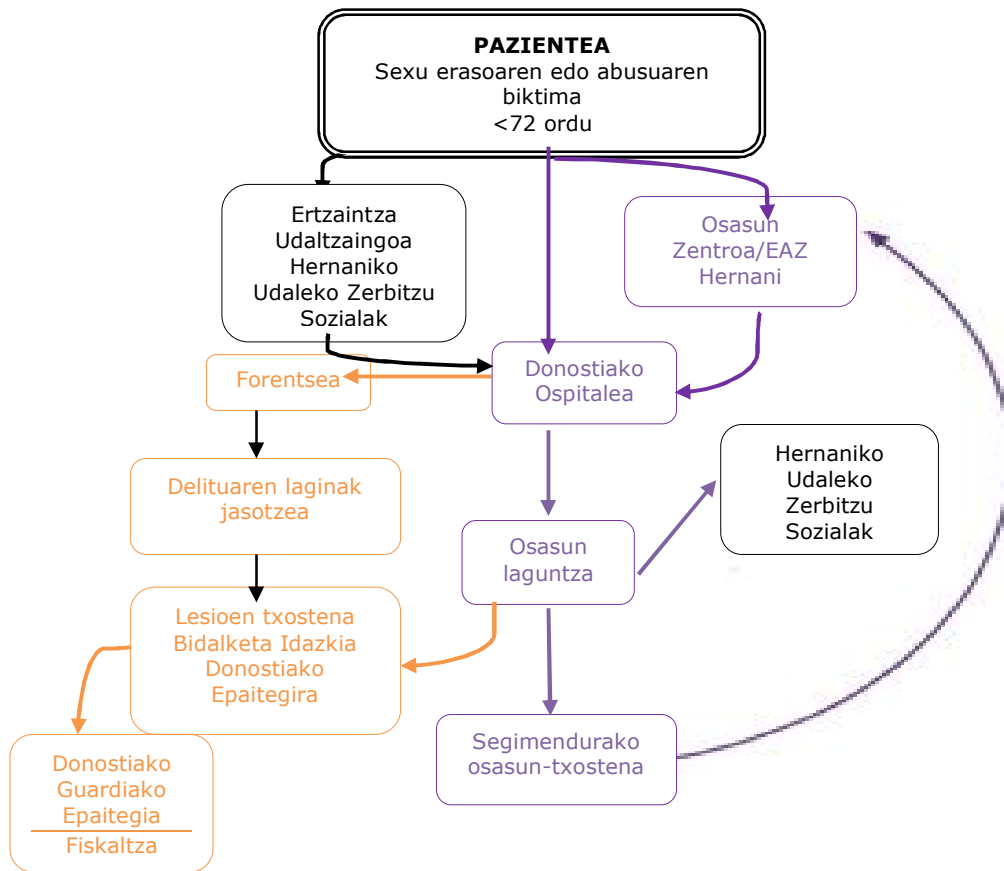 PAZIENTEA
Sexu erasoaren edo abusuaren
biktima
<72 ordu
Ertzaintza
Udaltzaingoa
Hernaniko
Udaleko Zerbitzu
Sozialak
Osasun
Zentroa/EAZ
Hernani
Forentsea
Donostiako
Ospitalea
Delituaren laginak
jasotzea
Hernaniko
Udaleko
Zerbitzu
Sozialak
Osasun
laguntza
Lesioen txostena
Bidalketa Idazkia
Donostiako
Epaitegira
Segimendurako
osasun-txostena
Donostiako
Guardiako
Epaitegia
Fiskaltza